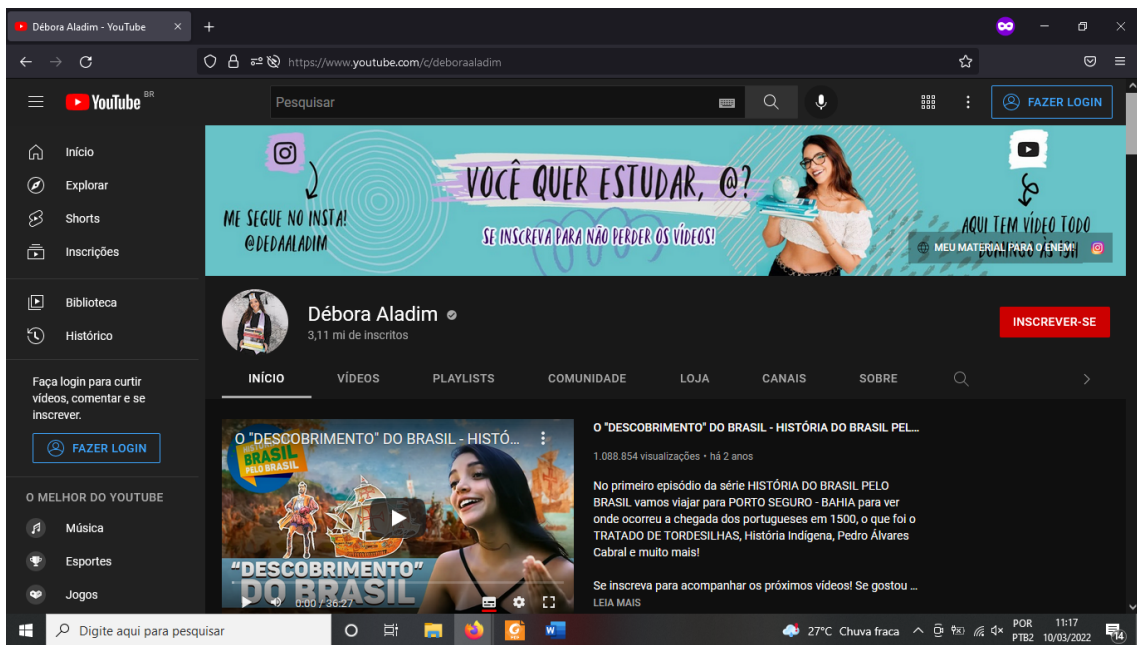 Débora Aladim - YouTube
https://www.youtube.com/c/deboraaladim
YouTube BR
Pesquisar
FAZER LOGIN
Início
Explorar
Shorts
Inscrições
Biblioteca
Histórico
Faça login para curtir
vídeos, comentar e se
inscrever.
FAZER LOGIN
O MELHOR DO YOUTUBE
Música
Esportes
Jogos
ME SEGUE NO INSTA!
@DEDAALADIM
VOCÊ QUER ESTUDAR, @?
SE INSCREVA PARA NÃO PERDER OS VÍDEOS!
AQUI TEM VÍDEO TODO
DOMINGO ÀS 19H
MEU MATERIAL PARA O ENEM!
Débora Aladim
3,11 mi de inscritos
INSCREVER-SE
INÍCIO VÍDEOS PLAYLISTS COMUNIDADE LOJA CANAIS SOBRE
O "DESCOBRIMENTO" DO BRASIL - HISTÓ...
BRASIL
PELO BRASIL
"DESCOBRIMENTO"
DO BRASIL
0:00 / 36:27
O "DESCOBRIMENTO" DO BRASIL - HISTÓRIA DO BRASIL PEL...
1.088.854 visualizações • há 2 anos
No primeiro episódio da série HISTÓRIA DO BRASIL PELO
BRASIL vamos viajar para PORTO SEGURO - BAHIA para ver
onde ocorreu a chegada dos portugueses em 1500, o que foi o
TRATADO DE TORDESILHAS, História Indígena, Pedro Álvares
Cabral e muito mais!
Se inscreva para acompanhar os próximos vídeos! Se gostou ...
LEIA MAIS
Digite aqui para pesquisar
27°C Chuva fraca
POR
PTB2
11:17
10/03/2022
14